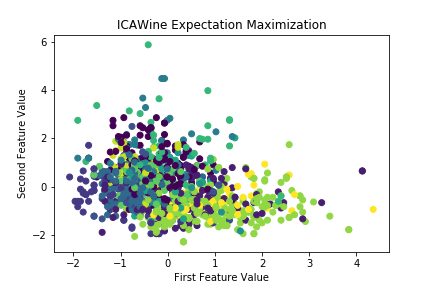 ICAWine Expectation Maximization
6
4
2
0
−2
Second Feature Value
−2 −1 0 1 2 3 4
First Feature Value